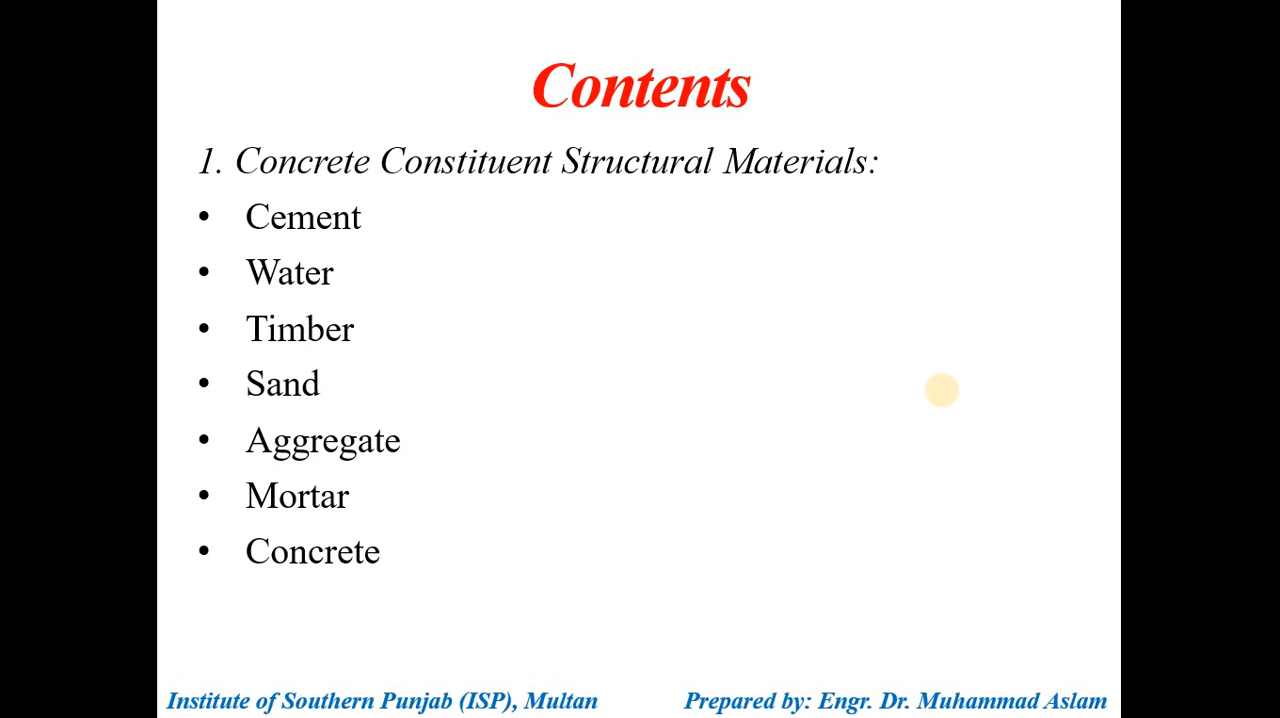 Contents
1. Concrete Constituent Structural Materials:
• Cement
• Water
• Timber
• Sand
• Aggregate
• Mortar
• Concrete
Institute of Southern Punjab (ISP), Multan Prepared by: Engr. Dr. Muhammad Aslam